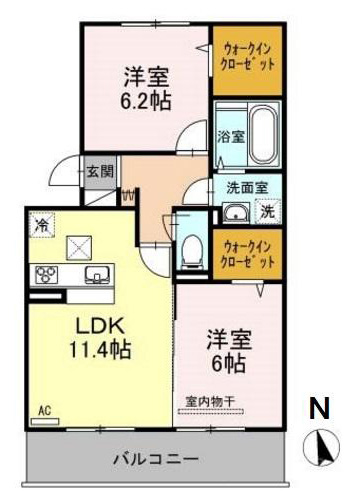 洋室
6.2帖
ウォークイン
クローゼット
浴室
玄関
洗面室
洗
冷
ウォークイン
クローゼット
LDK
11.4帖
洋室
6帖
室内物干
AC
N
バルコニー